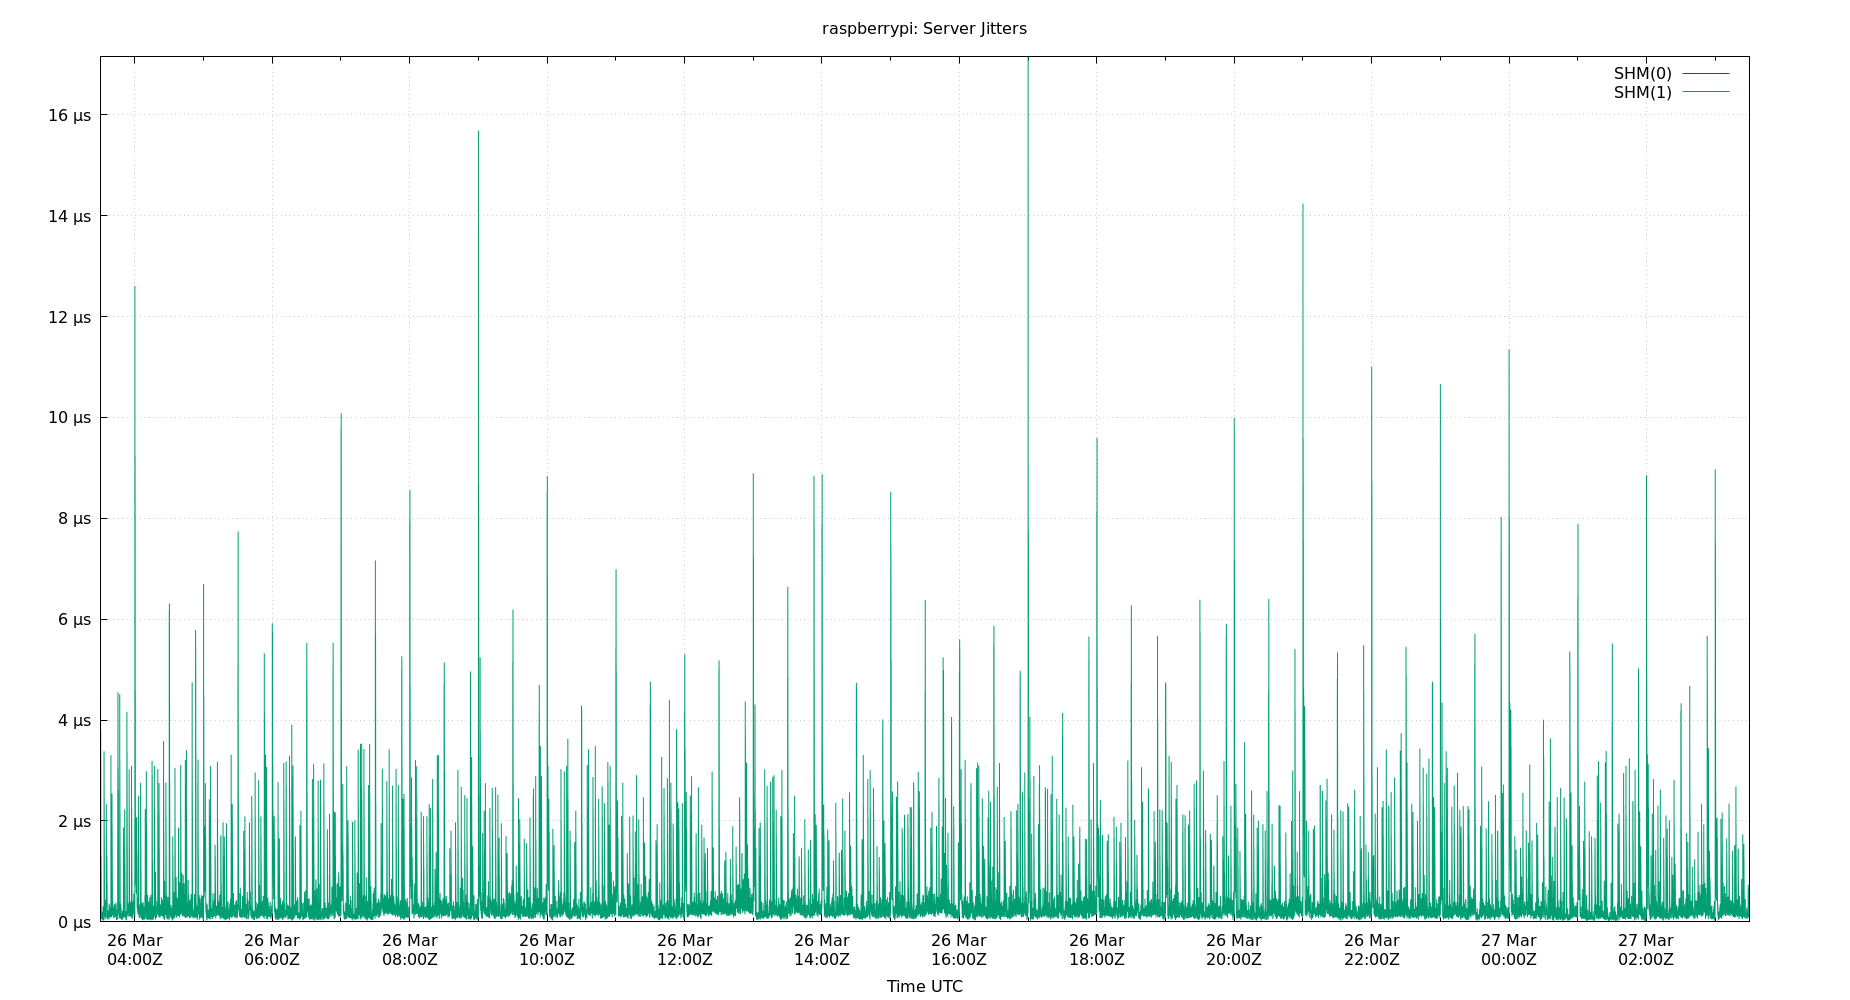 raspberrypi: Server Jitters
SHM(0)
SHM(1)
16 µs
14 µs
12 µs
10 µs
8 µs
6 µs
4 µs
2 µs
0 µs
26 Mar 26 Mar 26 Mar 26 Mar 26 Mar 26 Mar 26 Mar 26 Mar 26 Mar 26 Mar 27 Mar 27 Mar
04:00Z 06:00Z 08:00Z 10:00Z 12:00Z 14:00Z 16:00Z 18:00Z 20:00Z 22:00Z 00:00Z 02:00Z
Time UTC